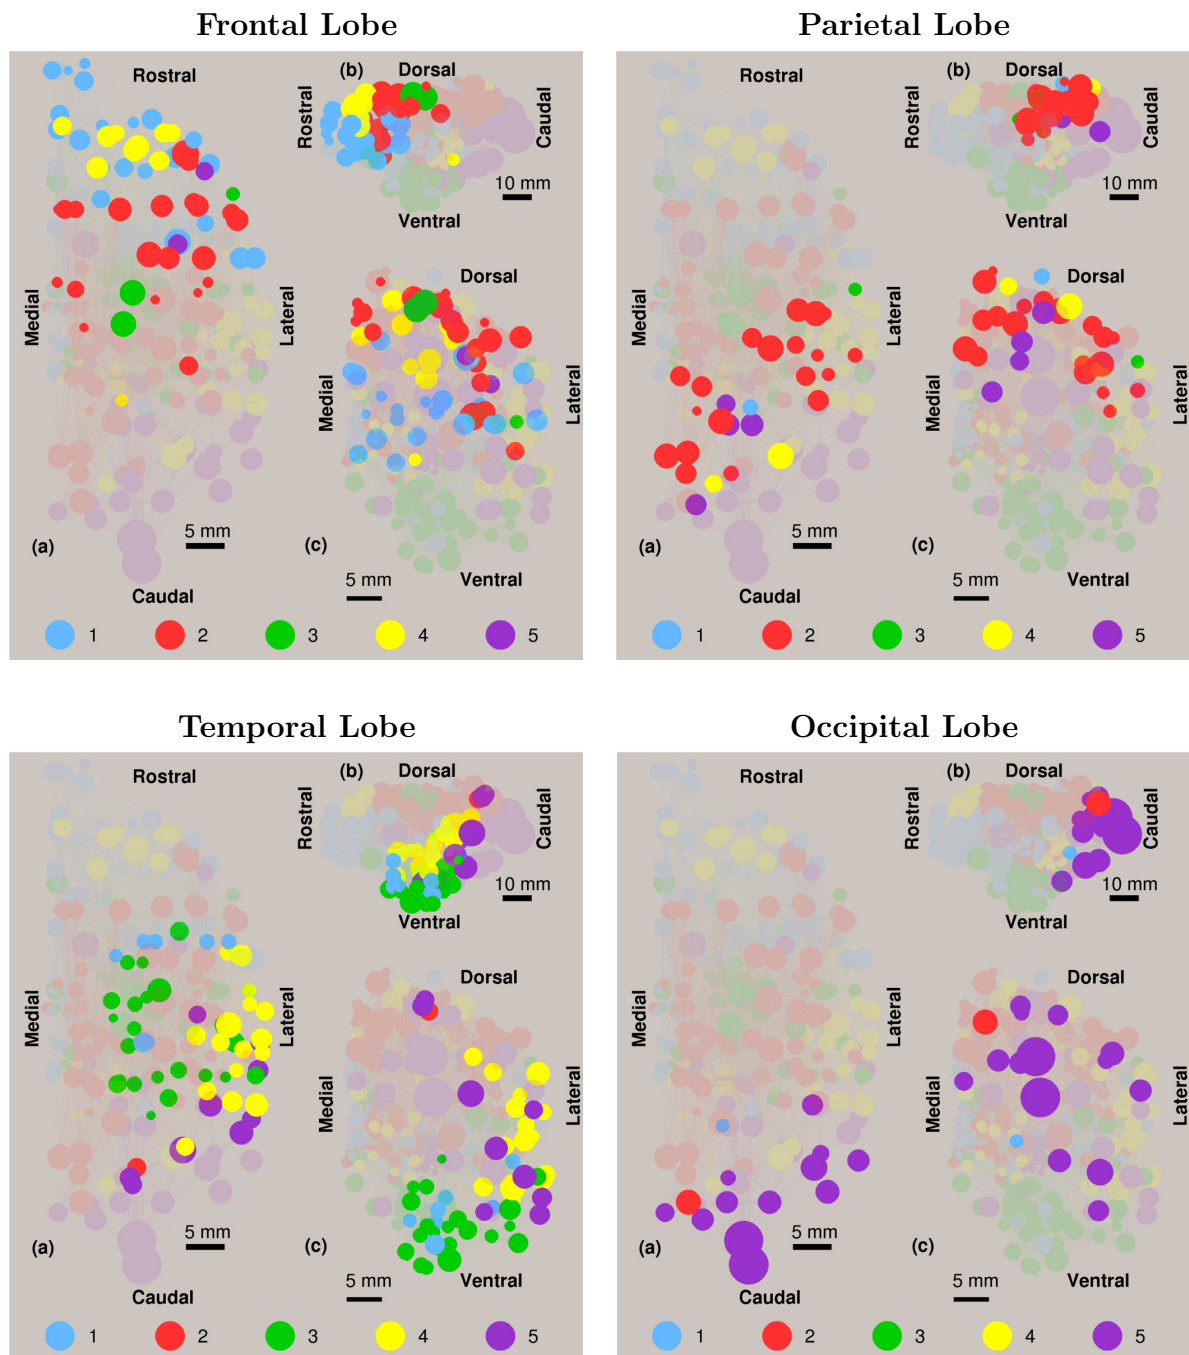 Frontal Lobe
Rostral
(b)
Dorsal
Rostral
Caudal
10 mm
Ventral
Medial
Lateral
Dorsal
Medial
Lateral
5 mm
(a)
(c)
5 mm
Ventral
Caudal
1 2 3 4 5
Parietal Lobe
Rostral
(b)
Dorsal
Rostral
Caudal
10 mm
Ventral
Medial
Lateral
Dorsal
Medial
Lateral
5 mm
(a)
(c)
5 mm
Ventral
Caudal
1 2 3 4 5
Temporal Lobe
Rostral
(b)
Dorsal
Rostral
Caudal
10 mm
Ventral
Medial
Lateral
Dorsal
Medial
Lateral
5 mm
(a)
(c)
5 mm
Ventral
Caudal
1 2 3 4 5
Occipital Lobe
Rostral
(b)
Dorsal
Rostral
Caudal
10 mm
Ventral
Medial
Lateral
Dorsal
Medial
Lateral
5 mm
(a)
(c)
5 mm
Ventral
Caudal
1 2 3 4 5